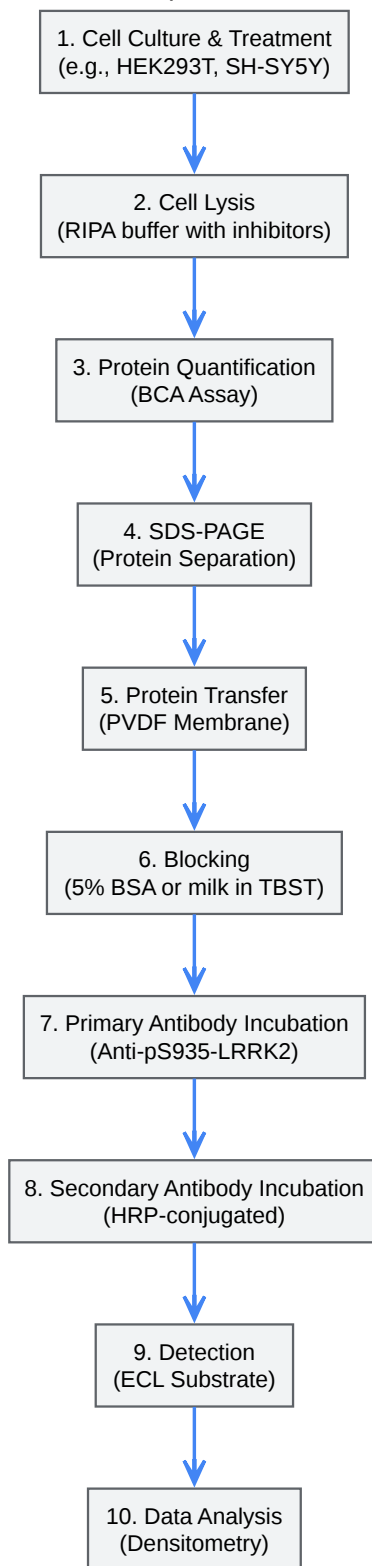 1. Cell Culture & Treatment
(e.g., HEK293T, SH-SY5Y)
2. Cell Lysis
(RIPA buffer with inhibitors)
3. Protein Quantification
(BCA Assay)
4. SDS-PAGE
(Protein Separation)
5. Protein Transfer
(PVDF Membrane)
6. Blocking
(5% BSA or milk in TBST)
7. Primary Antibody Incubation
(Anti-pS935-LRRK2)
8. Secondary Antibody Incubation
(HRP-conjugated)
9. Detection
(ECL Substrate)
10. Data Analysis
(Densitometry)